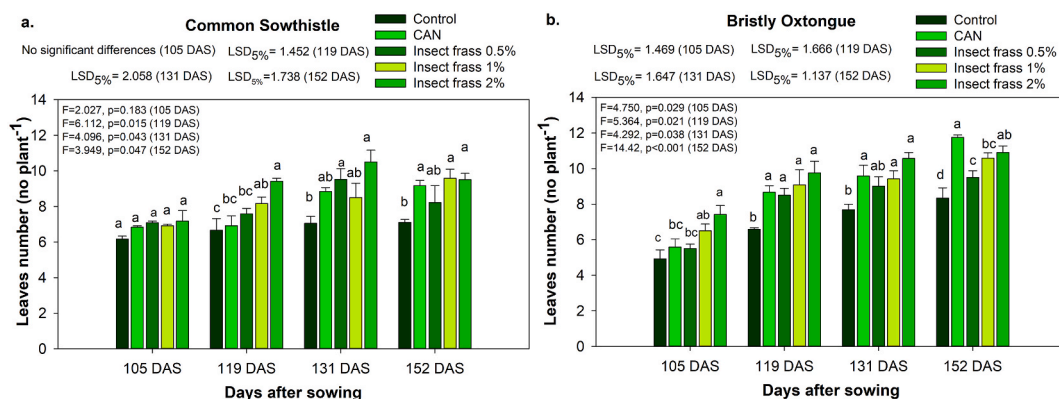 a.
Common Sowthistle
No significant differences (105 DAS)
LSD5%= 1.452 (119 DAS)
LSD5%= 2.058 (131 DAS)
LSD5%=1.738 (152 DAS)
Control
CAN
Insect frass 0.5%
Insect frass 1%
Insect frass 2%
F=2.027, p=0.183 (105 DAS)
F=6.112, p=0.015 (119 DAS)
F=4.096, p=0.043 (131 DAS)
F=3.949, p=0.047 (152 DAS)
Leaves number (no plant-1)
14
12
10
8
6
4
2
0
a a a a a
c bc bc ab a
b a a ab a
b a ab a a
105 DAS 119 DAS 131 DAS 152 DAS
Days after sowing
b.
Bristly Oxtongue
LSD5%= 1.469 (105 DAS)
LSD5%= 1.666 (119 DAS)
LSD5%= 1.647 (131 DAS)
LSD5%= 1.137 (152 DAS)
Control
CAN
Insect frass 0.5%
Insect frass 1%
Insect frass 2%
F=4.750, p=0.029 (105 DAS)
F=5.364, p=0.021 (119 DAS)
F=4.292, p=0.038 (131 DAS)
F=14.42, p<0.001 (152 DAS)
Leaves number (no plant-1)
14
12
10
8
6
4
2
0
c bc bc ab a
b a a a a
b a ab a a
d a c bc ab
105 DAS 119 DAS 131 DAS 152 DAS
Days after sowing